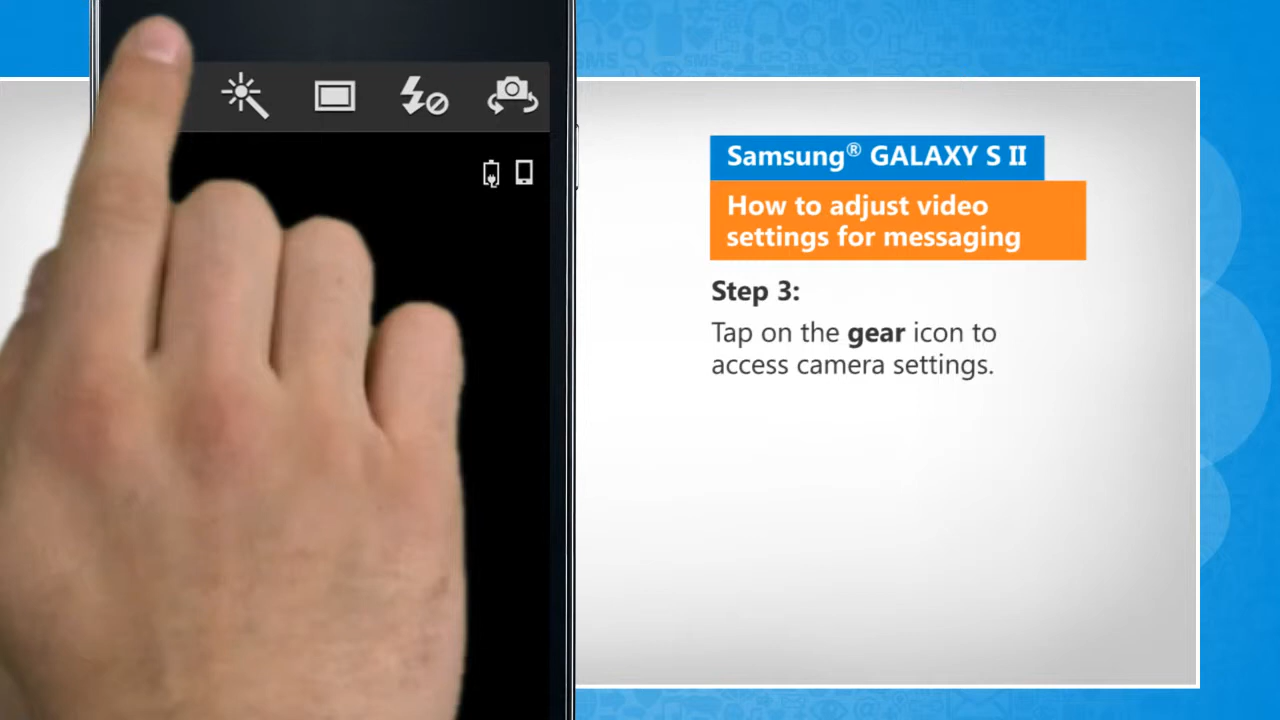 Samsung® GALAXY S II
How to adjust video
settings for messaging
Step 3:
Tap on the gear icon to
access camera settings.